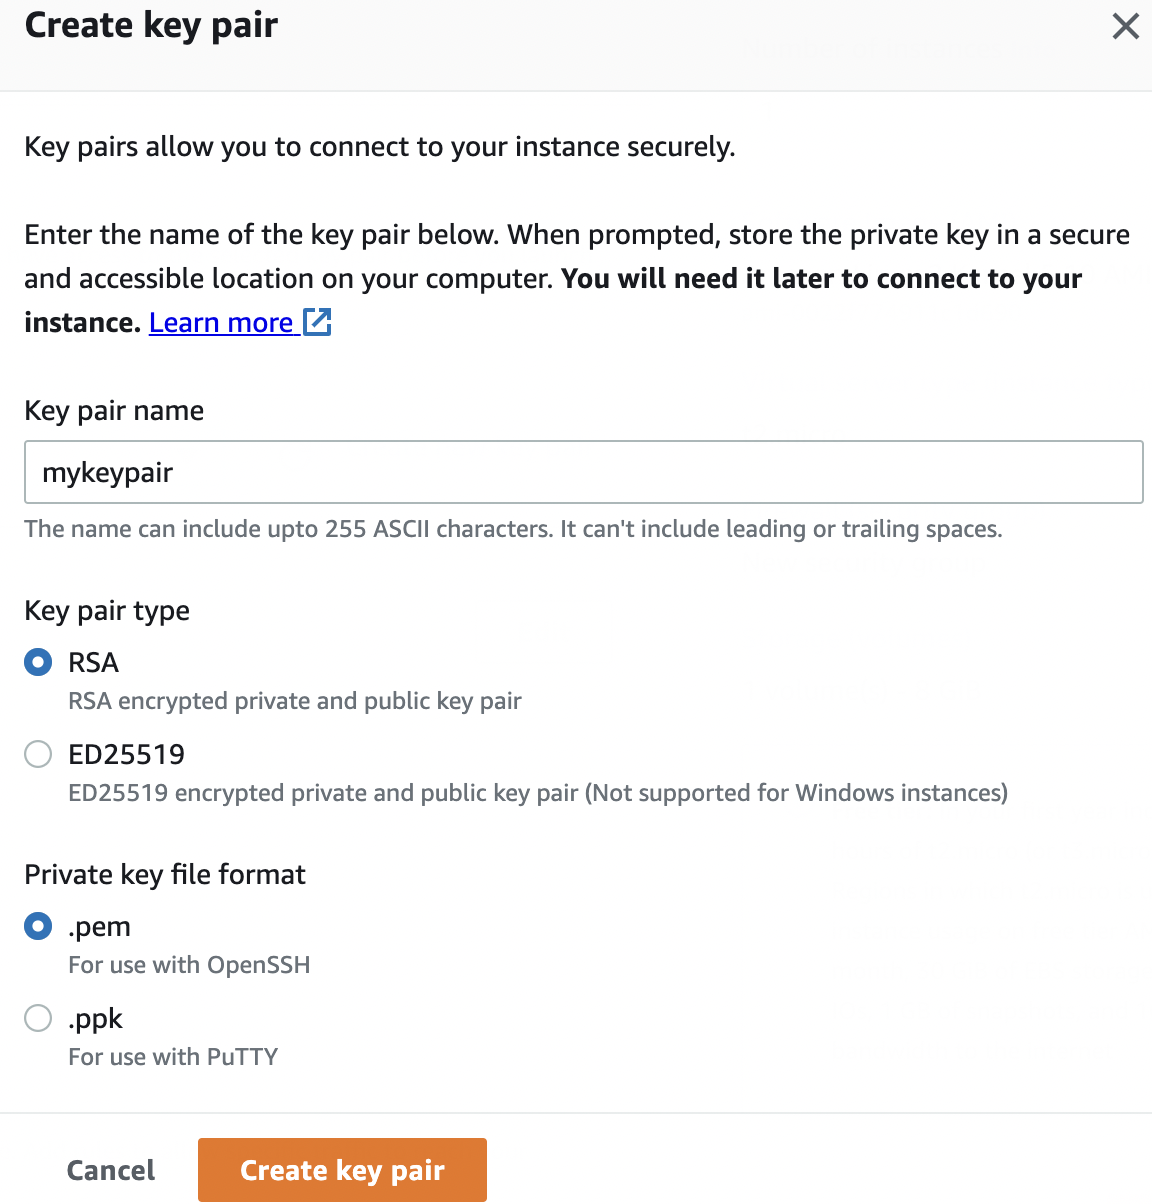 Create key pair
Key pairs allow you to connect to your instance securely.
Enter the name of the key pair below. When prompted, store the private key in a secure
and accessible location on your computer. You will need it later to connect to your
instance. Learn more
Key pair name
mykeypair
The name can include upto 255 ASCII characters. It can't include leading or trailing spaces.
Key pair type
RSA
RSA encrypted private and public key pair
ED25519
ED25519 encrypted private and public key pair (Not supported for Windows instances)
Private key file format
.pem
For use with OpenSSH
.ppk
For use with PuTTY
Cancel
Create key pair